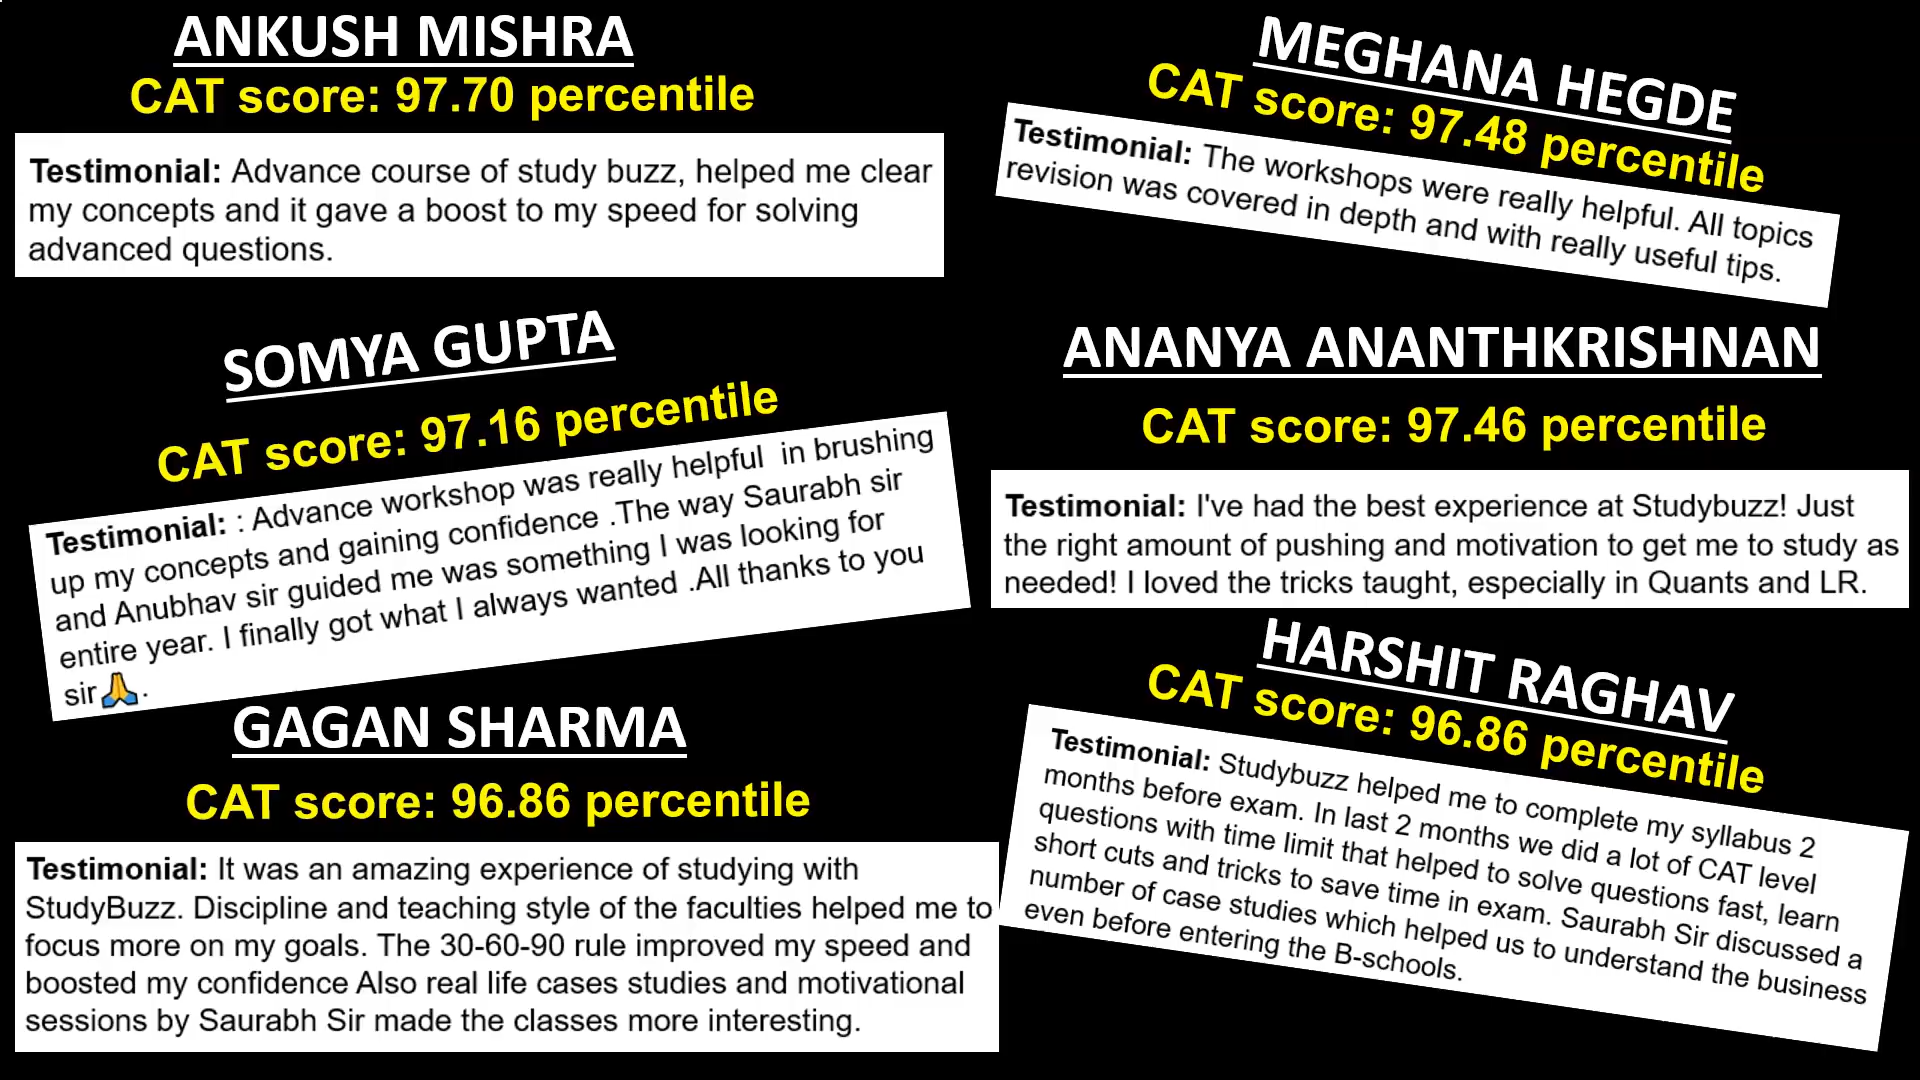 ANKUSH MISHRA
CAT score: 97.70 percentile
Testimonial: Advance course of study buzz, helped me clear
my concepts and it gave a boost to my speed for solving
advanced questions.
MEGHANA HEGDE
CAT score: 97.48 percentile
Testimonial: The workshops were really helpful. All topics
revision was covered in depth and with really useful tips.
SOMYA GUPTA
CAT score: 97.16 percentile
Testimonial: : Advance workshop was really helpful in brushing
up my concepts and gaining confidence .The way Saurabh sir
and Anubhav sir guided me was something I was looking for
entire year. I finally got what I always wanted .All thanks to you
sir🙏.
ANANYA ANANTHKRISHNAN
CAT score: 97.46 percentile
Testimonial: I've had the best experience at Studybuzz! Just
the right amount of pushing and motivation to get me to study as
needed! I loved the tricks taught, especially in Quants and LR.
GAGAN SHARMA
CAT score: 96.86 percentile
Testimonial: It was an amazing experience of studying with
StudyBuzz. Discipline and teaching style of the faculties helped me to
focus more on my goals. The 30-60-90 rule improved my speed and
boosted my confidence Also real life cases studies and motivational
sessions by Saurabh Sir made the classes more interesting.
HARSHIT RAGHAV
CAT score: 96.86 percentile
Testimonial: Studybuzz helped me to complete my syllabus 2
months before exam. In last 2 months we did a lot of CAT level
questions with time limit that helped to solve questions fast, learn
short cuts and tricks to save time in exam. Saurabh Sir discussed a
number of case studies which helped us to understand the business
even before entering the B-schools.